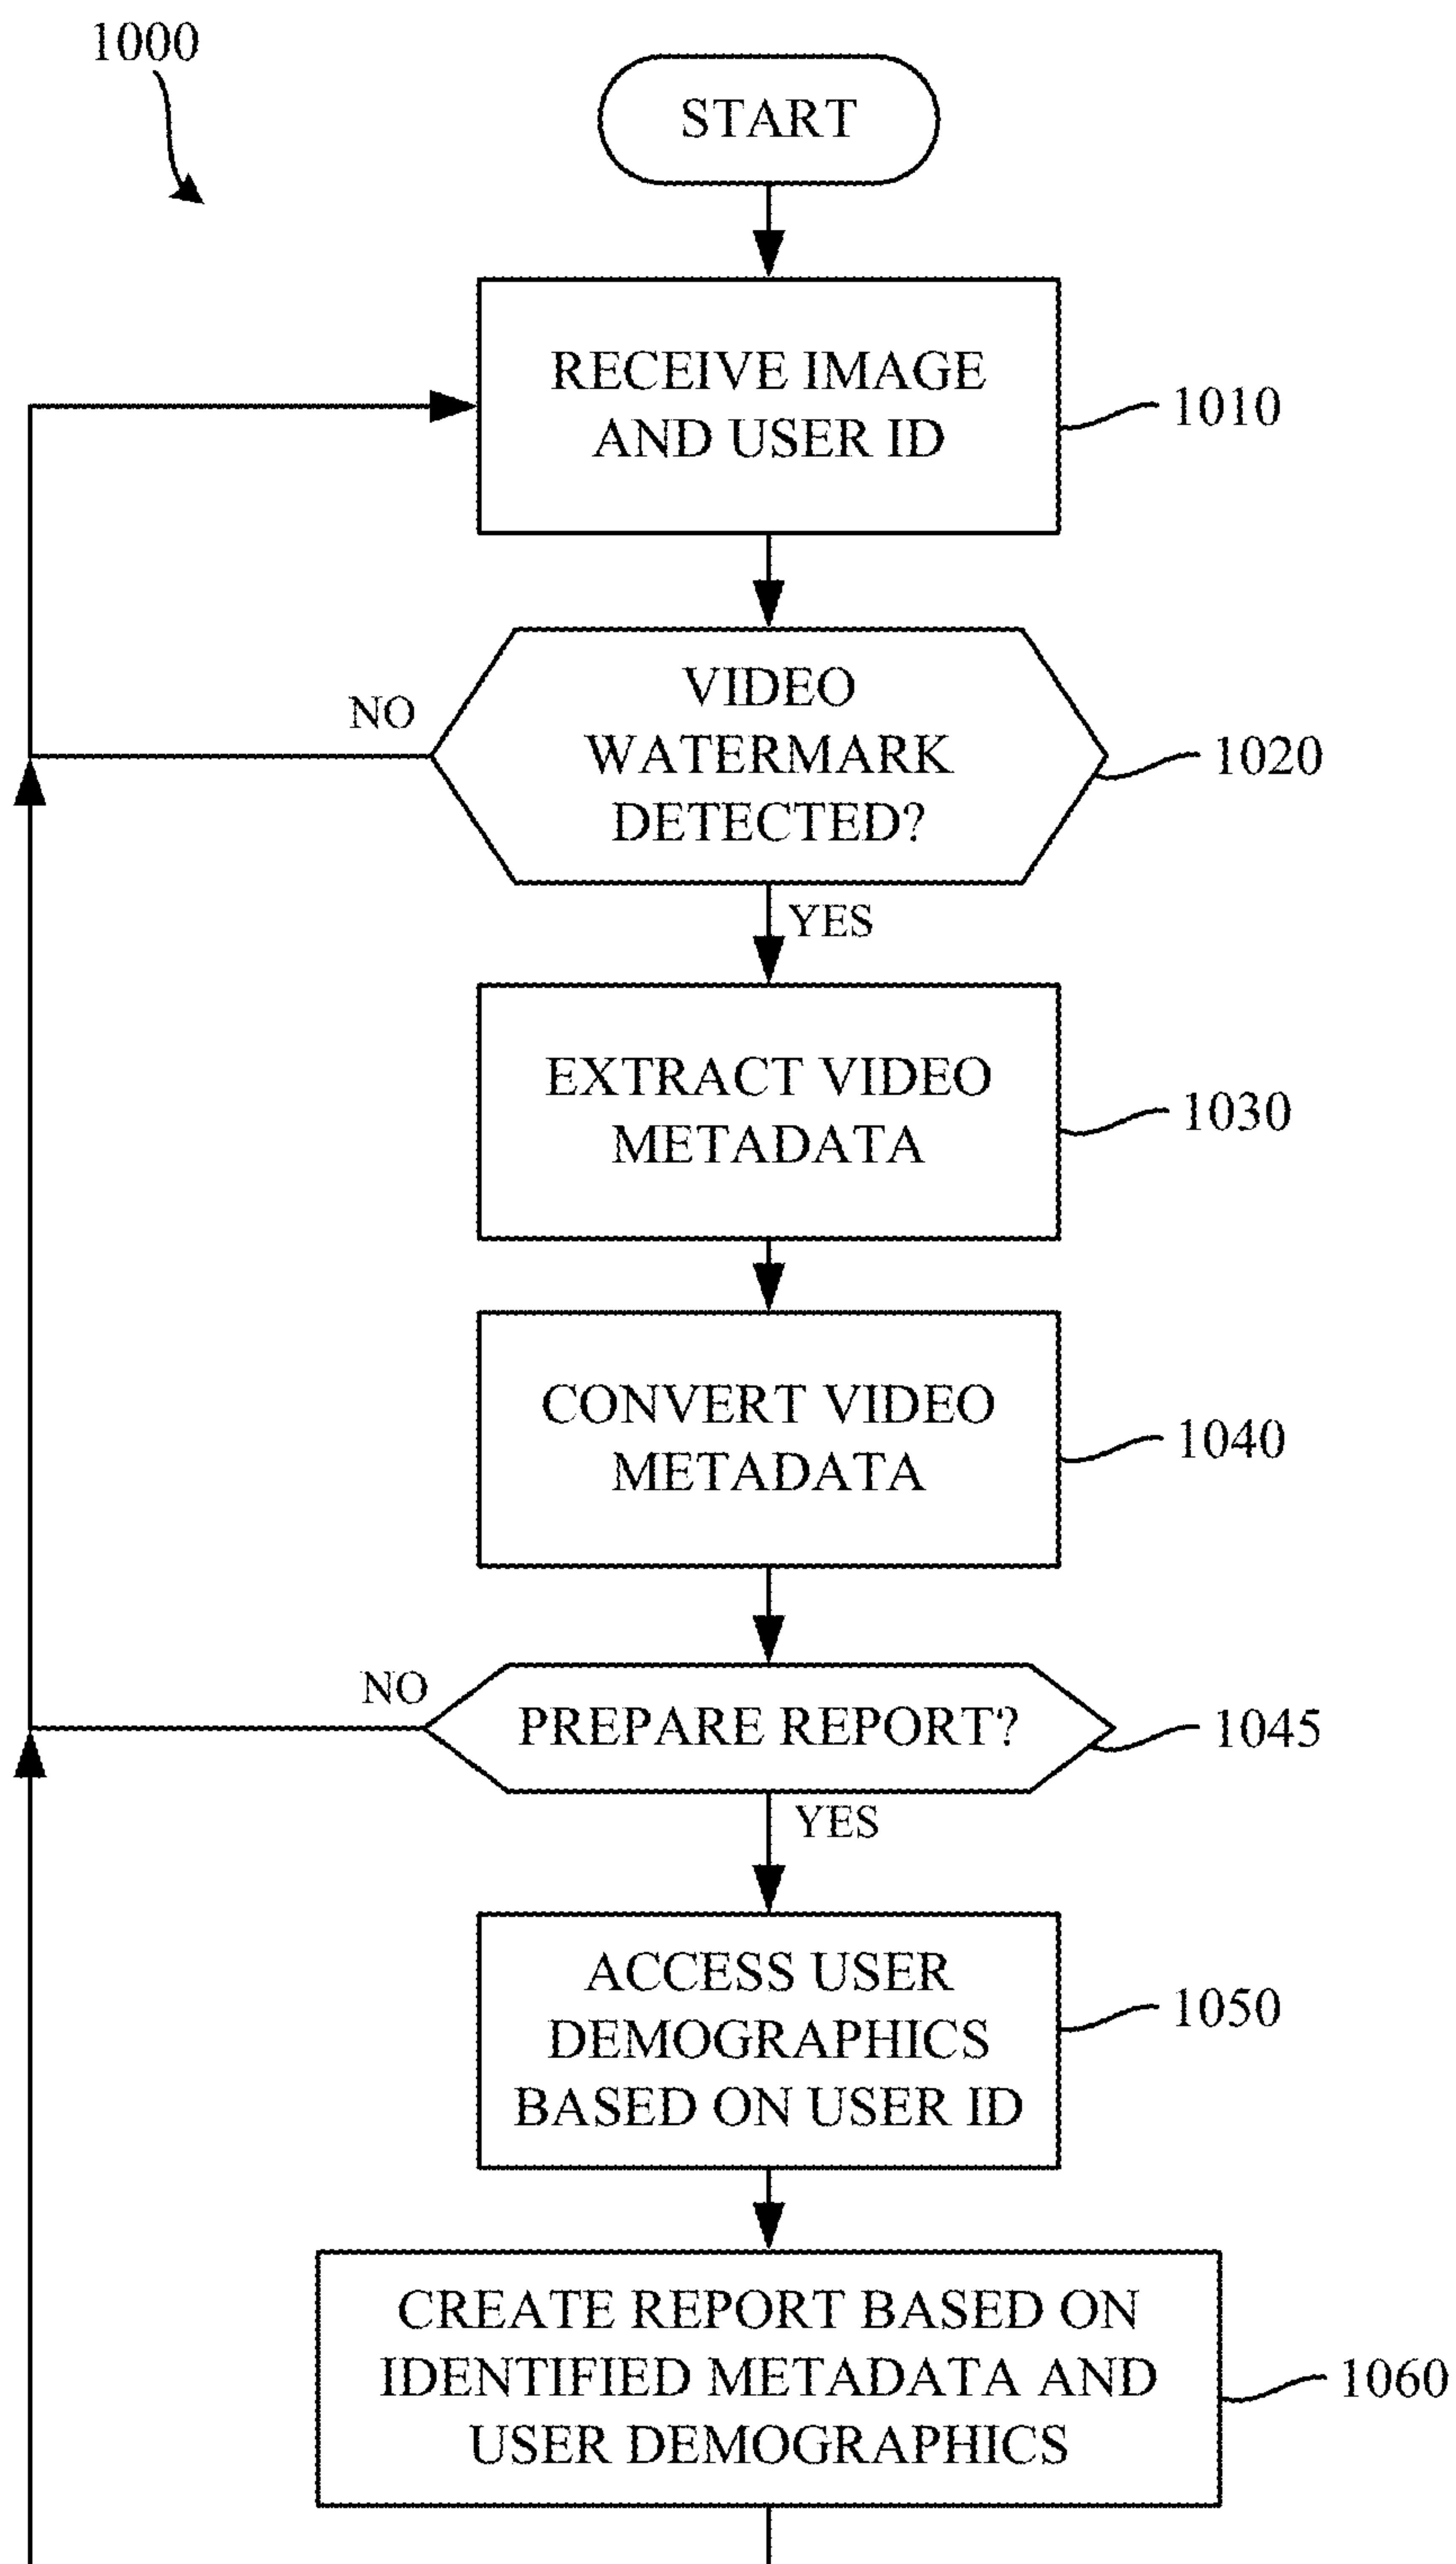 1000
START
RECEIVE IMAGE
AND USER ID
1010
VIDEO
WATERMARK
DETECTED?
1020
NO
YES
EXTRACT VIDEO
METADATA
1030
CONVERT VIDEO
METADATA
1040
NO
PREPARE REPORT?
1045
YES
ACCESS USER
DEMOGRAPHICS
BASED ON USER ID
1050
CREATE REPORT BASED ON
IDENTIFIED METADATA AND
USER DEMOGRAPHICS
1060